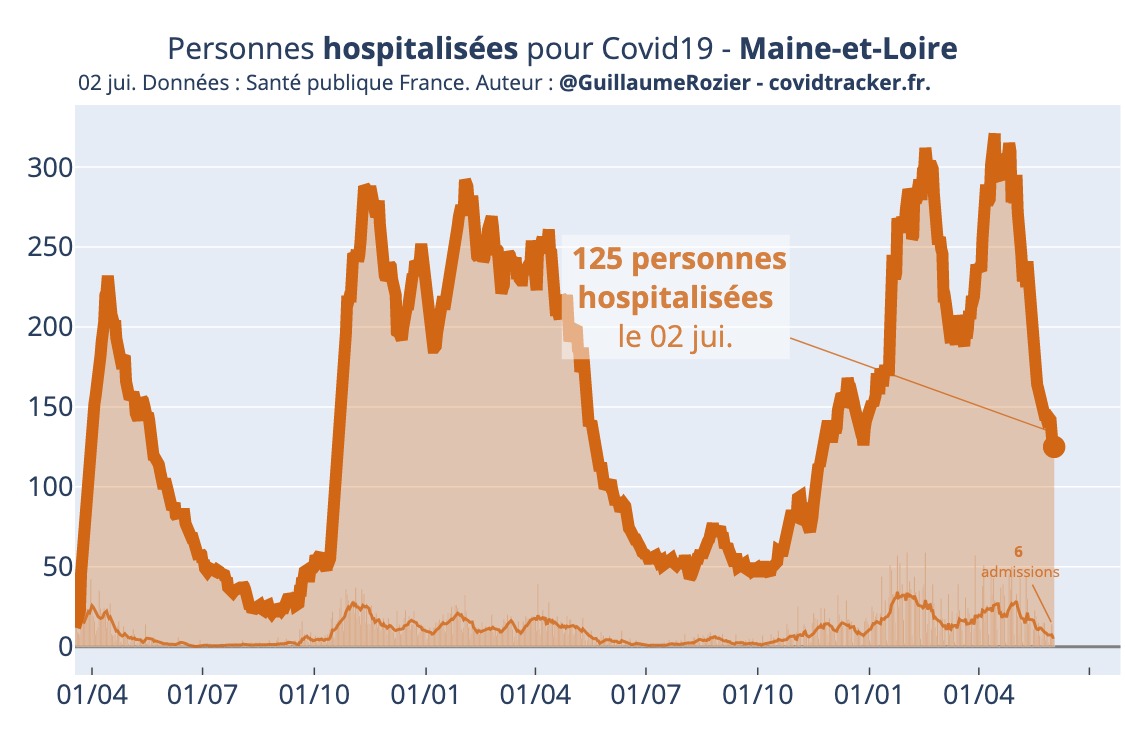 Personnes hospitalisées pour Covid19 - Maine-et-Loire
02 jui. Données : Santé publique France. Auteur : @GuillaumeRozier - covidtracker.fr.
300
250
200
150
100
50
0
125 personnes
hospitalisées
le 02 jui.
6
admissions
01/04 01/07 01/10 01/01 01/04 01/07 01/10 01/01 01/04